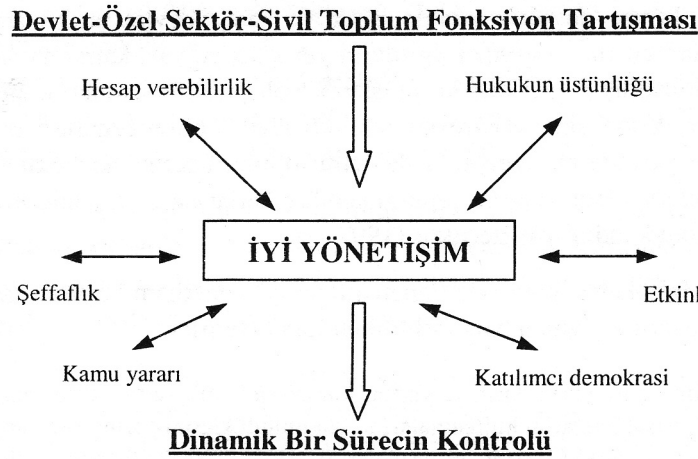 Devlet-Özel Sektör-Sivil Toplum Fonksiyon Tartışması
Hesap verebilirlik
Hukukun üstünlüğü
İYİ YÖNETİŞİM
Şeffaflık
Kamu yararı
Katılımcı demokrasi
Dinamik Bir Sürecin Kontrolü